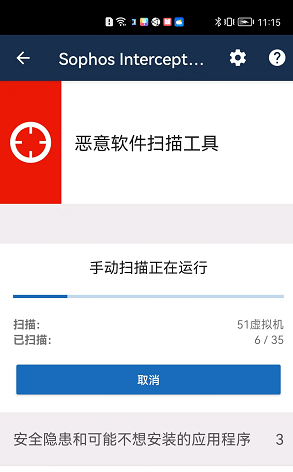 11:15
Sophos Intercept...
恶意软件扫描工具
手动扫描正在运行
扫描： 51虚拟机
已扫描： 6 / 35
取消
安全隐患和可能不想安装的应用程序 3